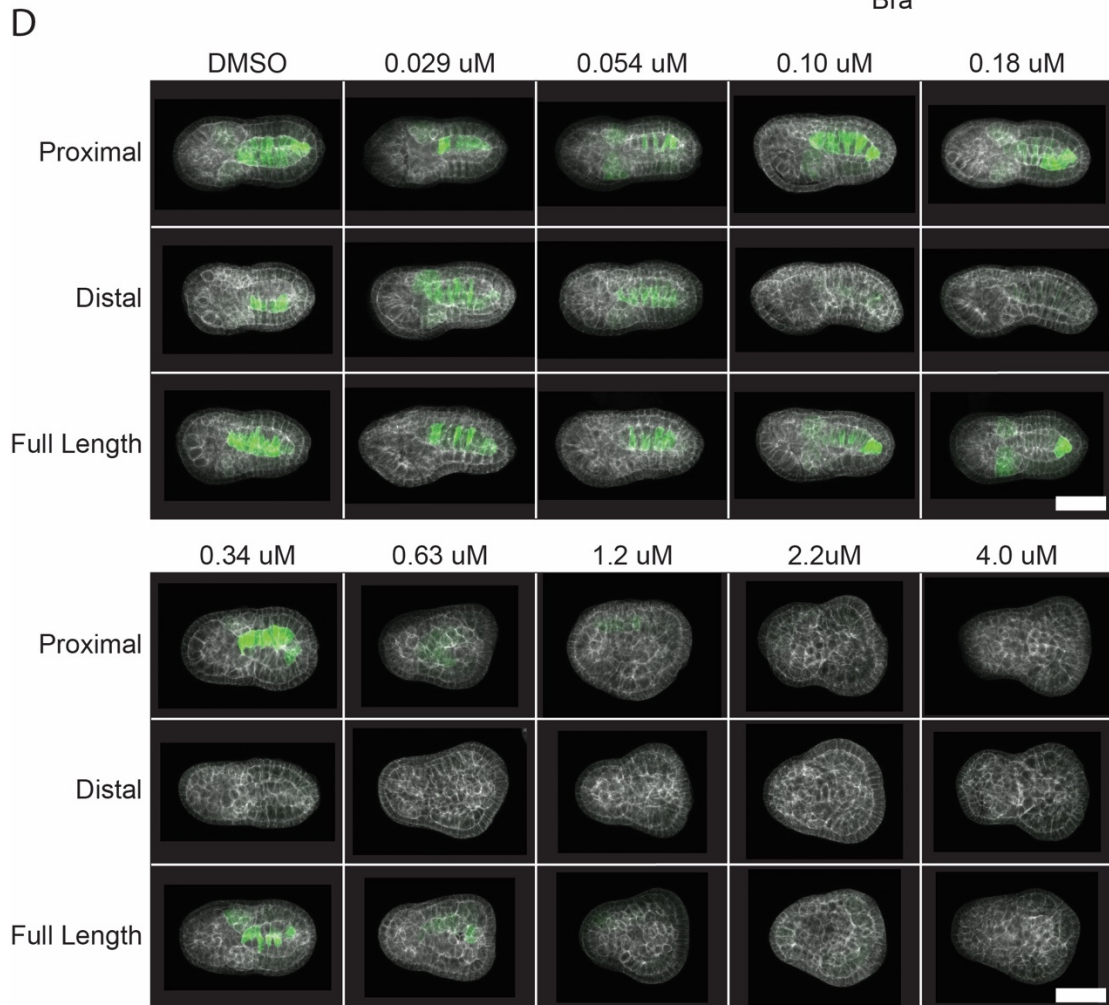 Bra
D
DMSO 0.029 uM 0.054 uM 0.10 uM 0.18 uM
Proximal
Distal
Full Length
0.34 uM 0.63 uM 1.2 uM 2.2uM 4.0 uM
Proximal
Distal
Full Length